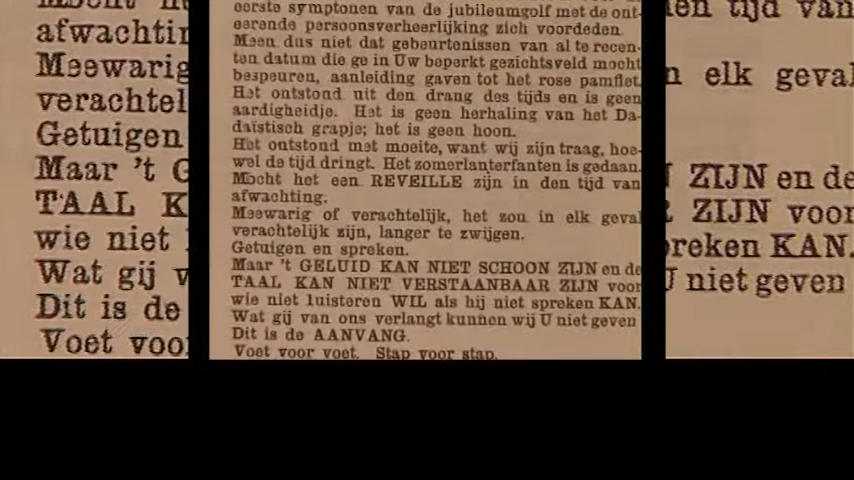 eerste symptonen van de jubileumgolf met de ont-
eerende persoonsverheerlijking zich voordeden.
Meen dus niet dat gebeurtenissen van al te recen-
ten datum die ge in Uw beperkt gezichtsveld mocht
bespeuren, aanleiding gaven tot het rose pamflet.
Het ontstond uit den drang des tijds en is geen
aardigheidje. Het is geen herhaling van het Da-
daïstisch grapje; het is geen hoon.
Het ontstond met moeite, want wij zijn traag, hoe-
wel de tijd dringt. Het zomerlanterfanten is gedaan.
Mocht het een REVEILLE zijn in den tijd van
afwachting.
Meewarig of verachtelijk, het zou in elk geval
verachtelijk zijn, langer te zwijgen.
Getuigen en spreken.
Maar 't GELUID KAN NIET SCHOON ZIJN en de
TAAL KAN NIET VERSTAANBAAR ZIJN voor
wie niet luisteren WIL als hij niet spreken KAN.
Wat gij van ons verlangt kunnen wij U niet geven
Dit is de AANVANG.
Voet voor voet. Stap voor stap.
afwachtin
Meewarig
verachtel
Getuigen
Maar 't G
TAAL K
wie niet
Wat gij v
Dit is de
Voet voo
en tijd van
n elk geval
ZIJN en de
ZIJN voor
reken KAN.
U niet geven